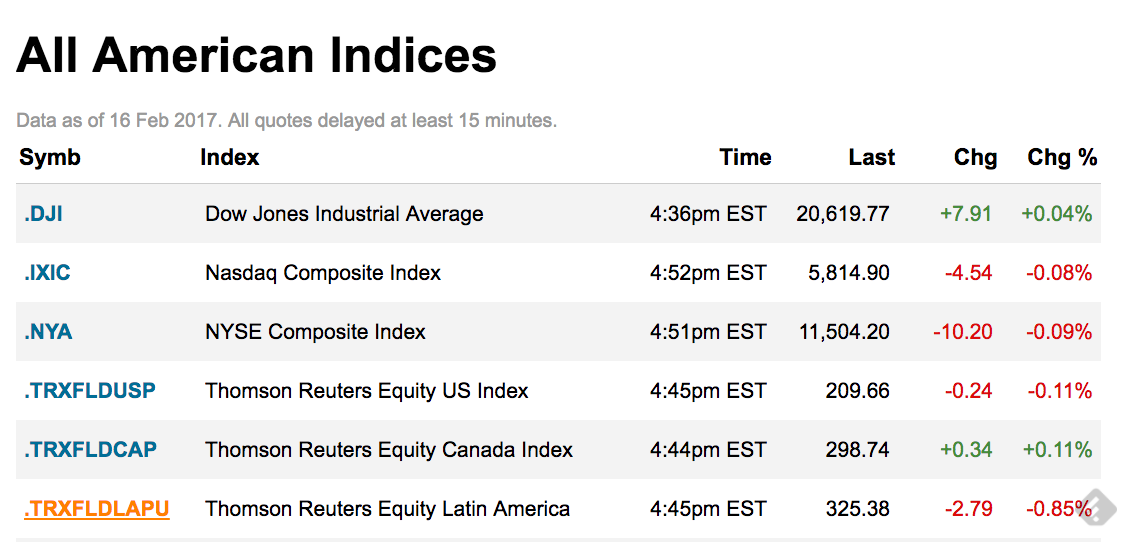 All American Indices
Data as of 16 Feb 2017. All quotes delayed at least 15 minutes.
Symb Index Time Last Chg Chg %
.DJI Dow Jones Industrial Average 4:36pm EST 20,619.77 +7.91 +0.04%
.IXIC Nasdaq Composite Index 4:52pm EST 5,814.90 -4.54 -0.08%
.NYA NYSE Composite Index 4:51pm EST 11,504.20 -10.20 -0.09%
.TRXFLDUSP Thomson Reuters Equity US Index 4:45pm EST 209.66 -0.24 -0.11%
.TRXFLDCAP Thomson Reuters Equity Canada Index 4:44pm EST 298.74 +0.34 +0.11%
.TRXFLDLAPU Thomson Reuters Equity Latin America 4:45pm EST 325.38 -2.79 -0.85%